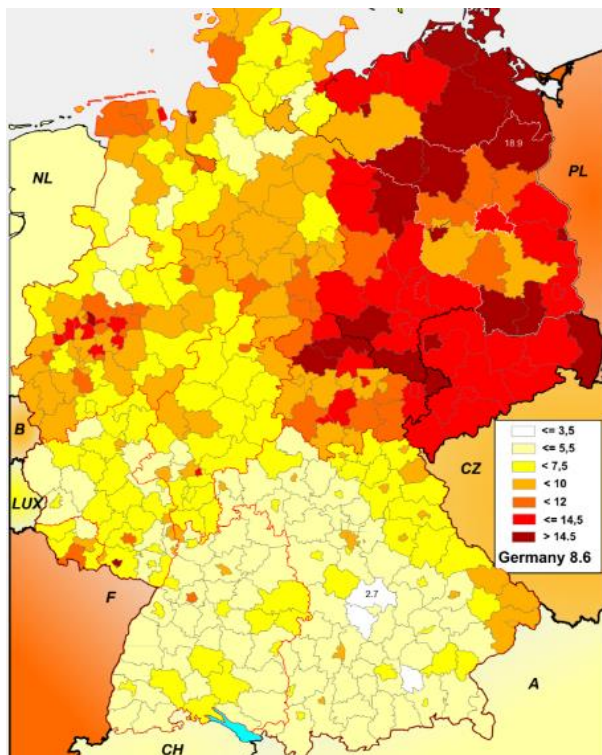 18.9
NL
PL
B
LUX
CZ
<= 3,5
<= 5,5
< 7,5
< 10
< 12
<= 14,5
> 14.5
Germany 8.6
F
2.7
A
CH